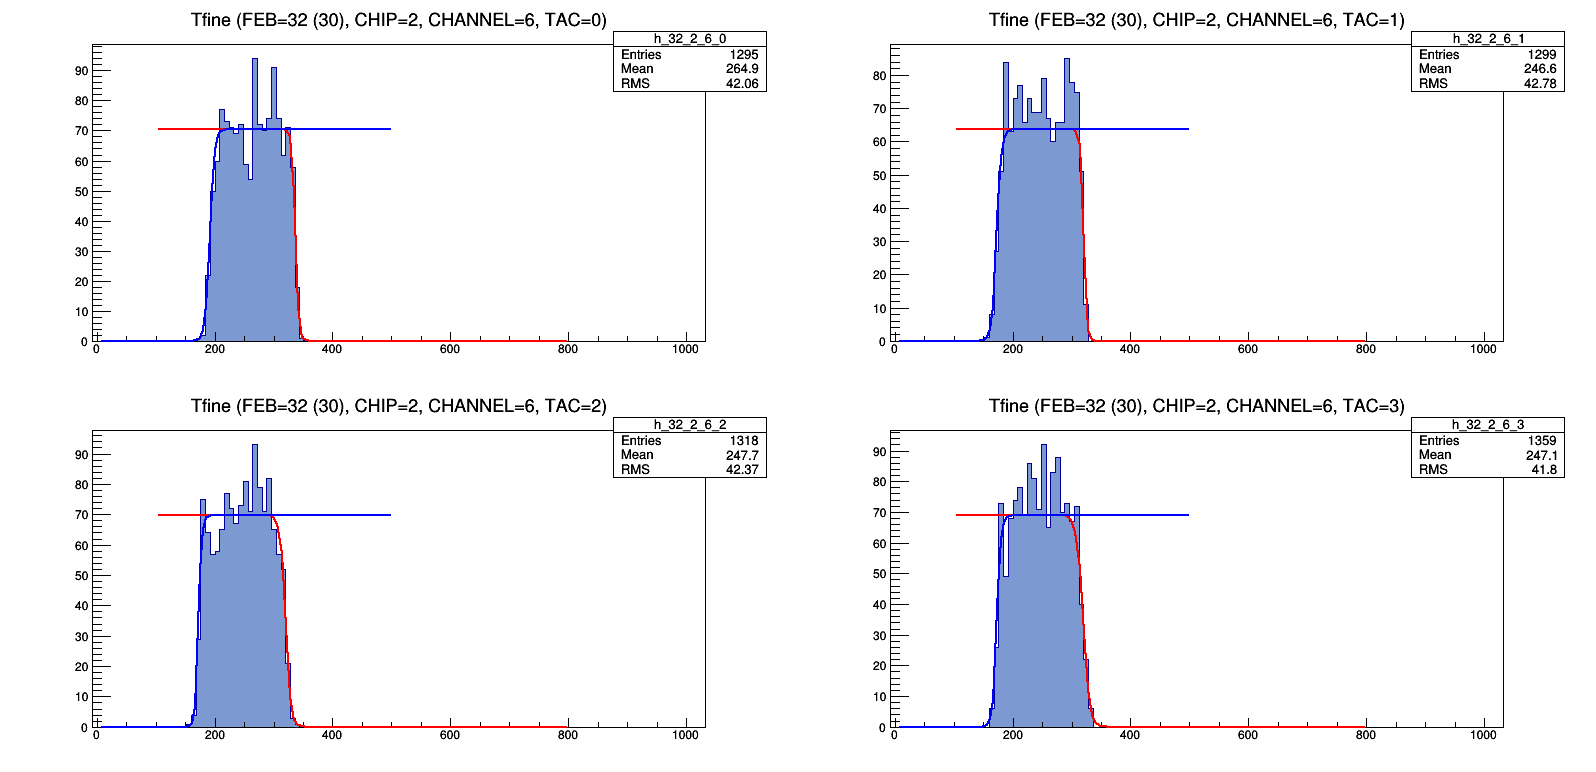 Tfine (FEB=32 (30), CHIP=2, CHANNEL=6, TAC=0)
h_32_2_6_0
Entries 1295
Mean 264.9
RMS 42.06
90
80
70
60
50
40
30
20
10
0
0 200 400 600 800 1000
Tfine (FEB=32 (30), CHIP=2, CHANNEL=6, TAC=1)
h_32_2_6_1
Entries 1299
Mean 246.6
RMS 42.78
80
70
60
50
40
30
20
10
0
0 200 400 600 800 1000
Tfine (FEB=32 (30), CHIP=2, CHANNEL=6, TAC=2)
h_32_2_6_2
Entries 1318
Mean 247.7
RMS 42.37
90
80
70
60
50
40
30
20
10
0
0 200 400 600 800 1000
Tfine (FEB=32 (30), CHIP=2, CHANNEL=6, TAC=3)
h_32_2_6_3
Entries 1359
Mean 247.1
RMS 41.8
90
80
70
60
50
40
30
20
10
0
0 200 400 600 800 1000